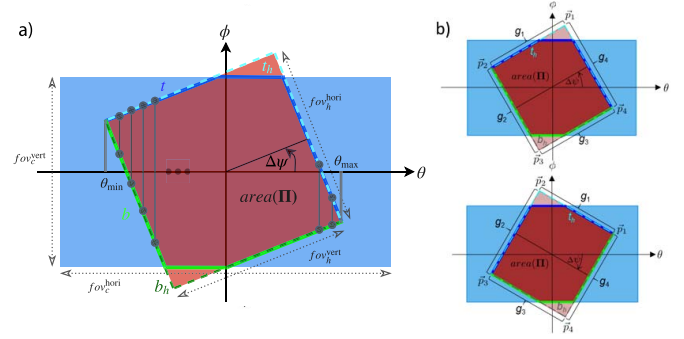 a)
ϕ
t
t_h
fov_h^hori
fov_c^vert
Δψ
θ_max
θ
θ_min
area(Π)
b
fov_h^vert
b_h
fov_c^hori
b)
ϕ
p⃗_1
g_1
t_h
g_4
p⃗_2
area(Π)
Δψ
θ
g_2
p⃗_4
b_h
p⃗_3
g_3
ϕ
p⃗_2
g_1
t_h
p⃗_1
g_2
area(Π)
Δψ
θ
p⃗_3
g_4
g_3
b_h
p⃗_4